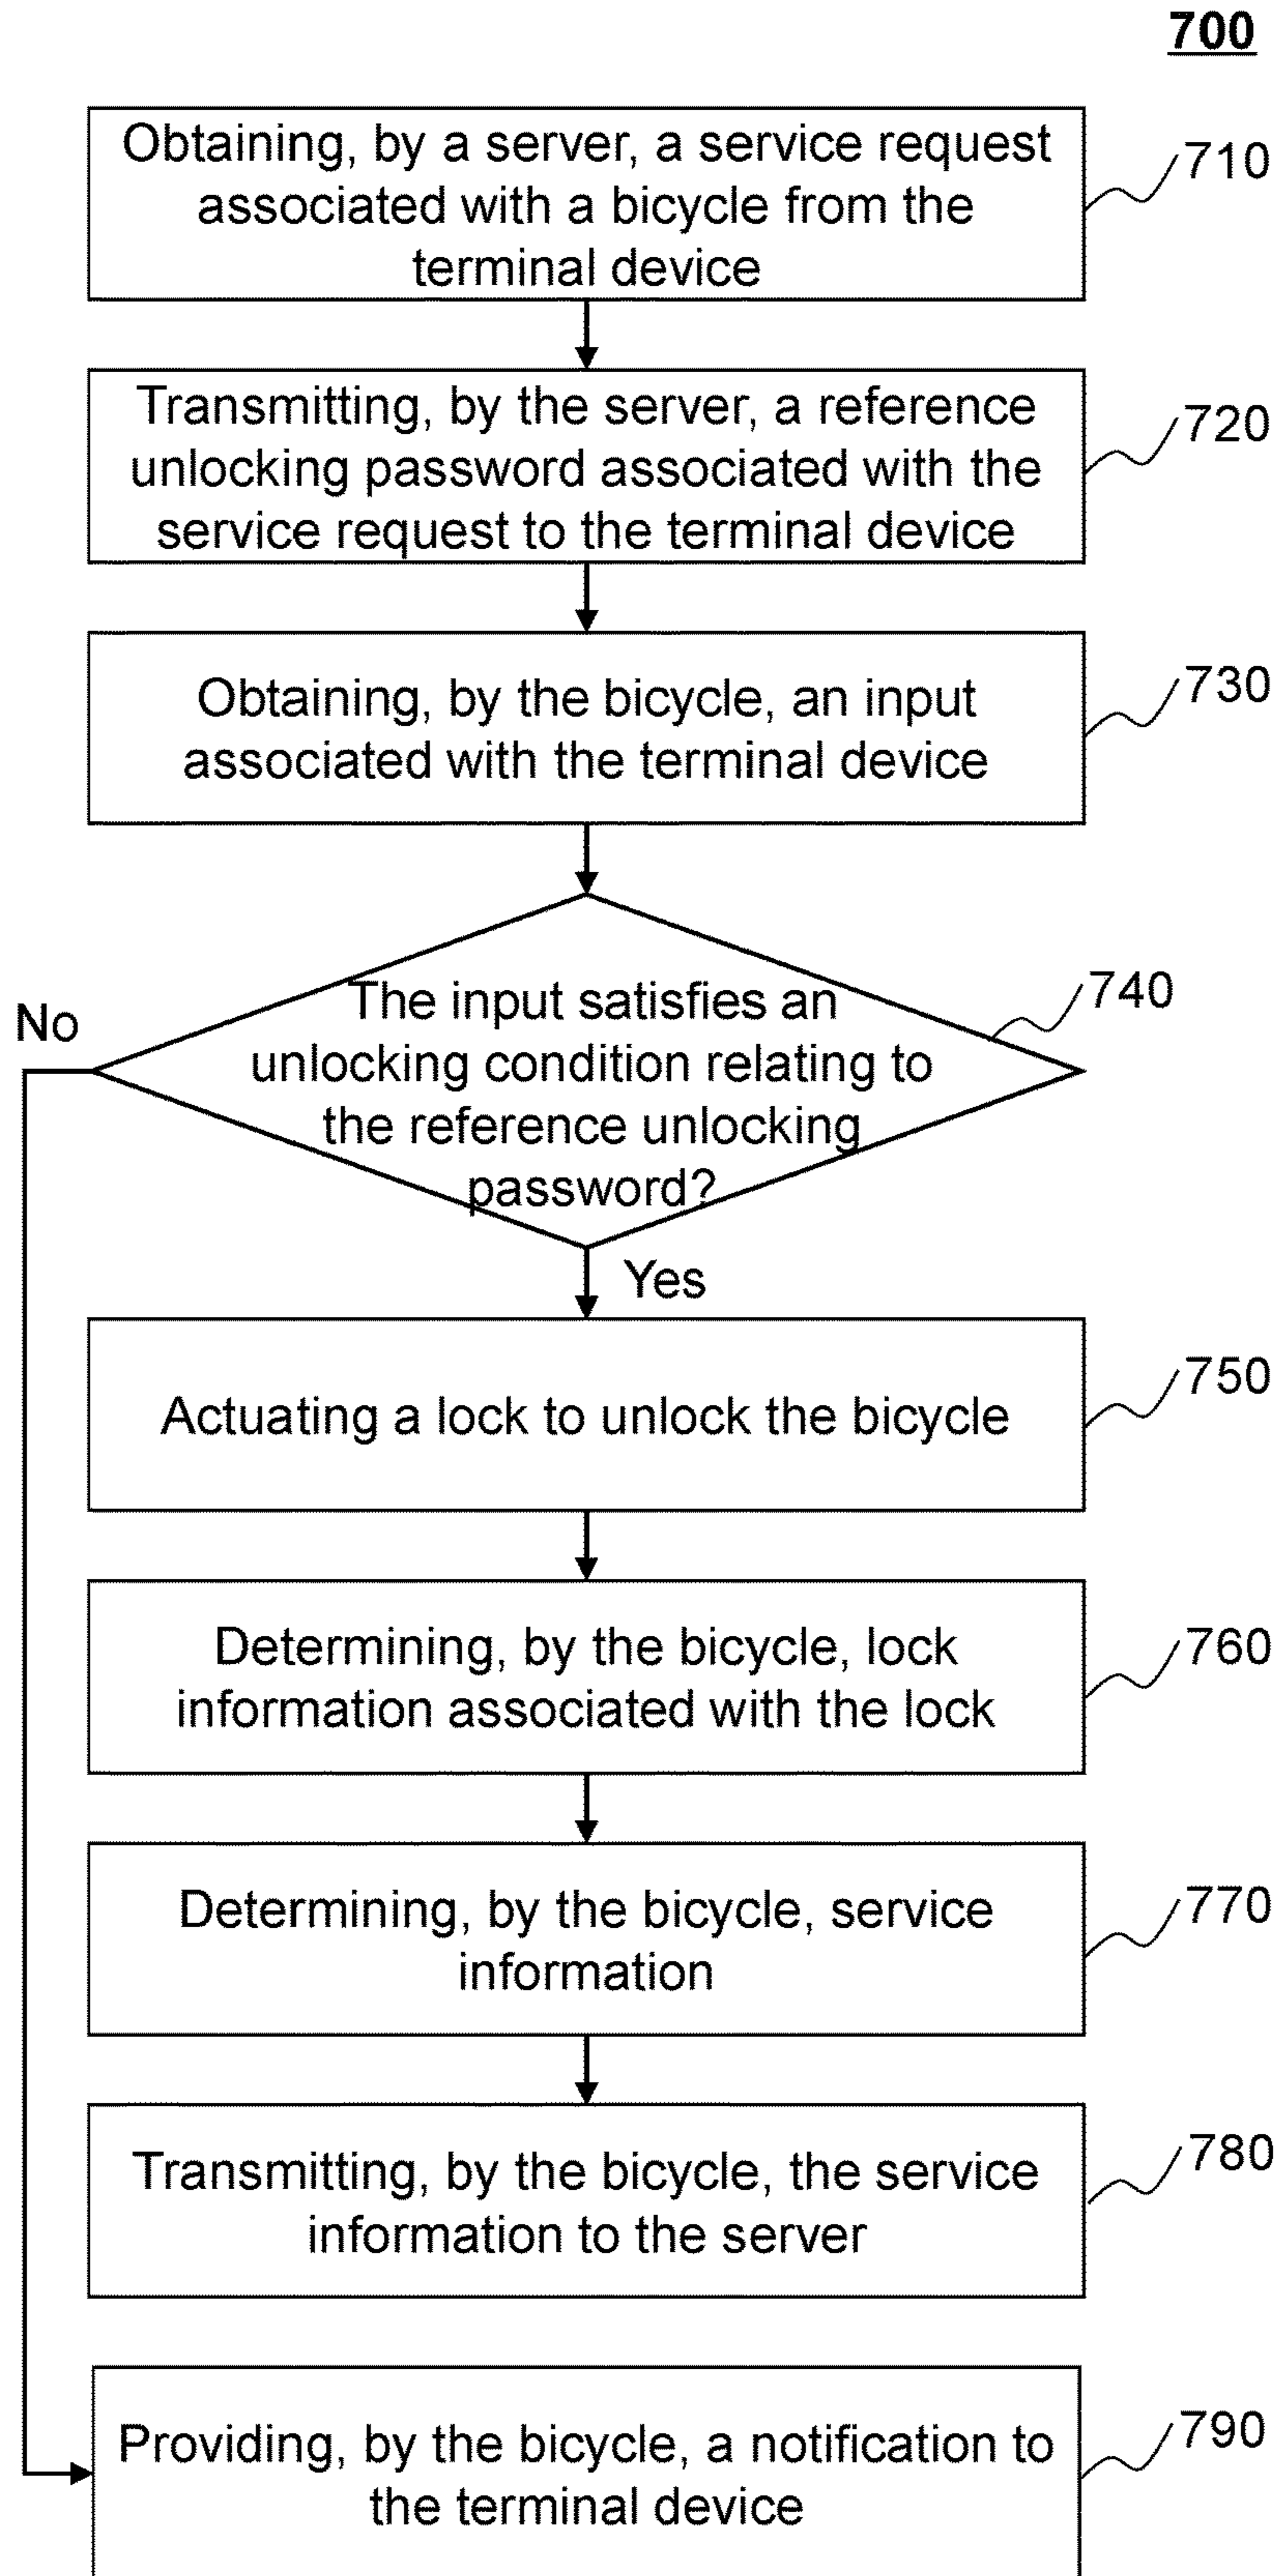 700
Obtaining, by a server, a service request
associated with a bicycle from the
terminal device
710
Transmitting, by the server, a reference
unlocking password associated with the
service request to the terminal device
720
Obtaining, by the bicycle, an input
associated with the terminal device
730
The input satisfies an
unlocking condition relating to
the reference unlocking
password?
740
No
Yes
Actuating a lock to unlock the bicycle
750
Determining, by the bicycle, lock
information associated with the lock
760
Determining, by the bicycle, service
information
770
Transmitting, by the bicycle, the service
information to the server
780
Providing, by the bicycle, a notification to
the terminal device
790